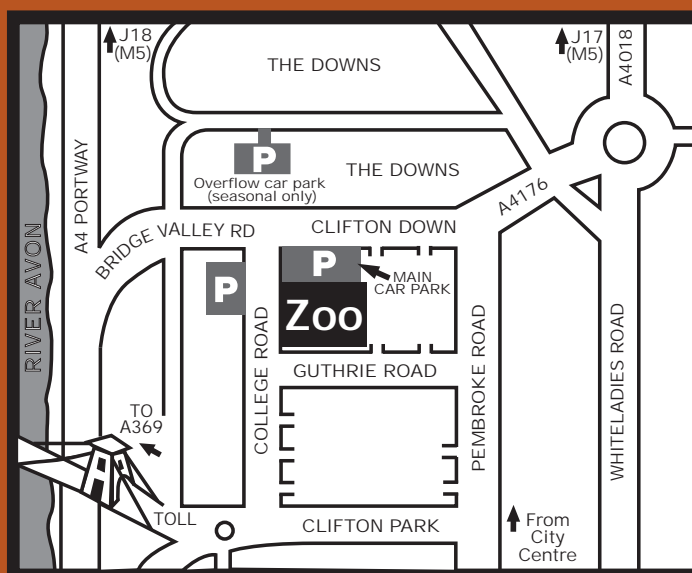 J18
(M5)
J17
(M5)
A4018
THE DOWNS
P
Overflow car park
(seasonal only)
THE DOWNS
A4176
A4 PORTWAY
BRIDGE VALLEY RD
CLIFTON DOWN
RIVER AVON
P
P
MAIN
CAR PARK
Zoo
COLLEGE ROAD
GUTHRIE ROAD
PEMBROKE ROAD
WHITELADIES ROAD
TO
A369
TOLL
CLIFTON PARK
From
City
Centre